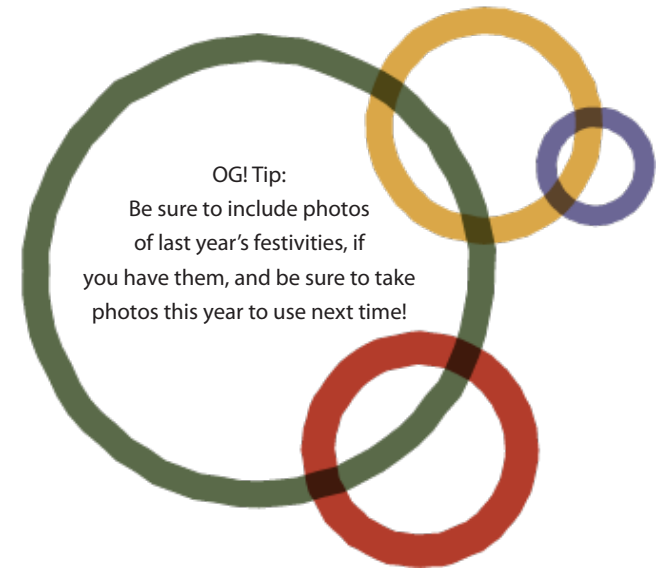 OG! Tip:
Be sure to include photos
of last year’s festivities, if
you have them, and be sure to take
photos this year to use next time!